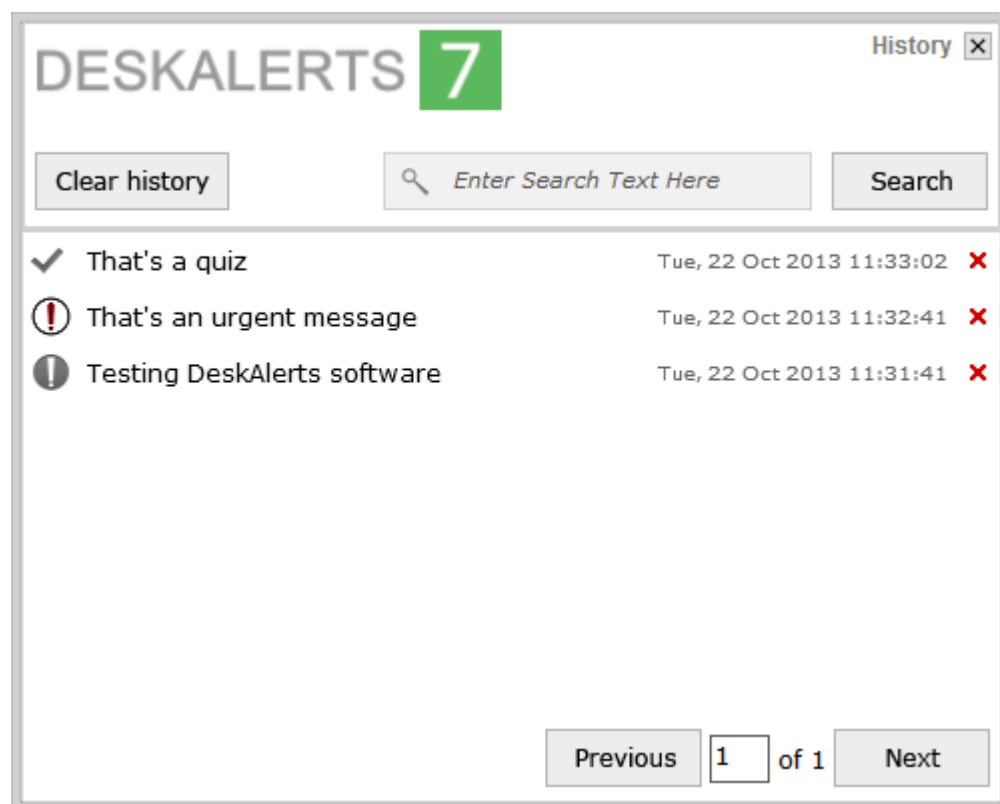 DESKALERTS 7
History
Clear history
Enter Search Text Here
Search
That's a quiz Tue, 22 Oct 2013 11:33:02
That's an urgent message Tue, 22 Oct 2013 11:32:41
Testing DeskAlerts software Tue, 22 Oct 2013 11:31:41
Previous 1 of 1 Next